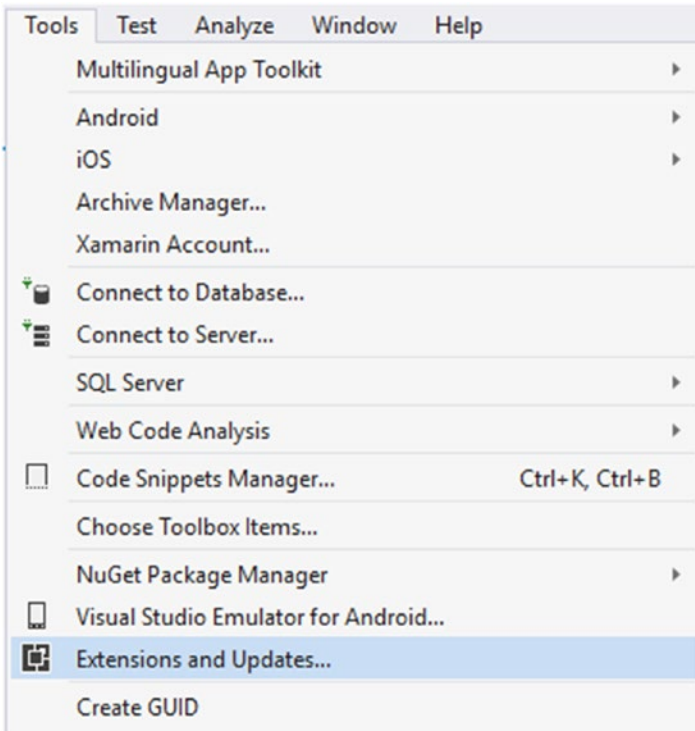 Tools Test Analyze Window Help
Multilingual App Toolkit
Android
iOS
Archive Manager...
Xamarin Account...
Connect to Database...
Connect to Server...
SQL Server
Web Code Analysis
Code Snippets Manager... Ctrl+K, Ctrl+B
Choose Toolbox Items...
NuGet Package Manager
Visual Studio Emulator for Android...
Extensions and Updates...
Create GUID